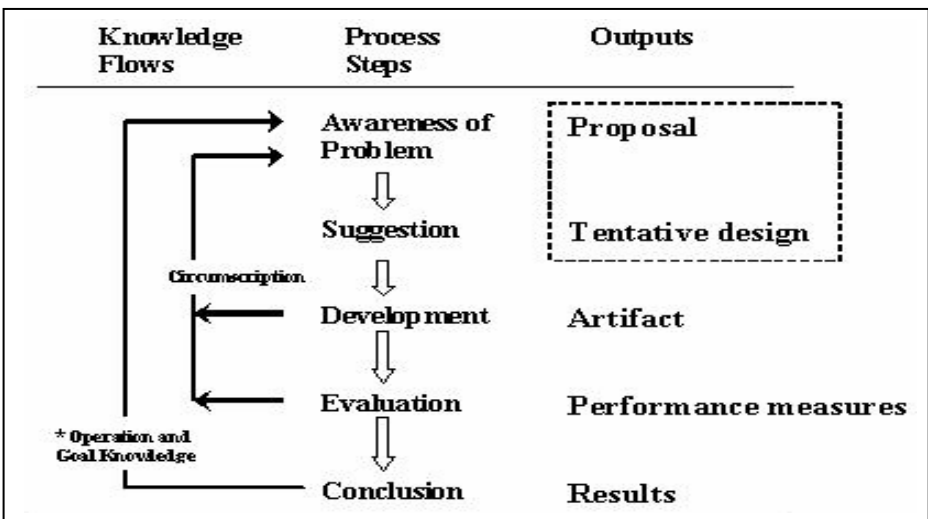 Knowledge
Flows
Process
Steps
Outputs
Awareness of
Problem
Proposal
Suggestion
Tentative design
Circumscription
Development
Artifact
Evaluation
Performance measures
* Operation and
Goal Knowledge
Conclusion
Results